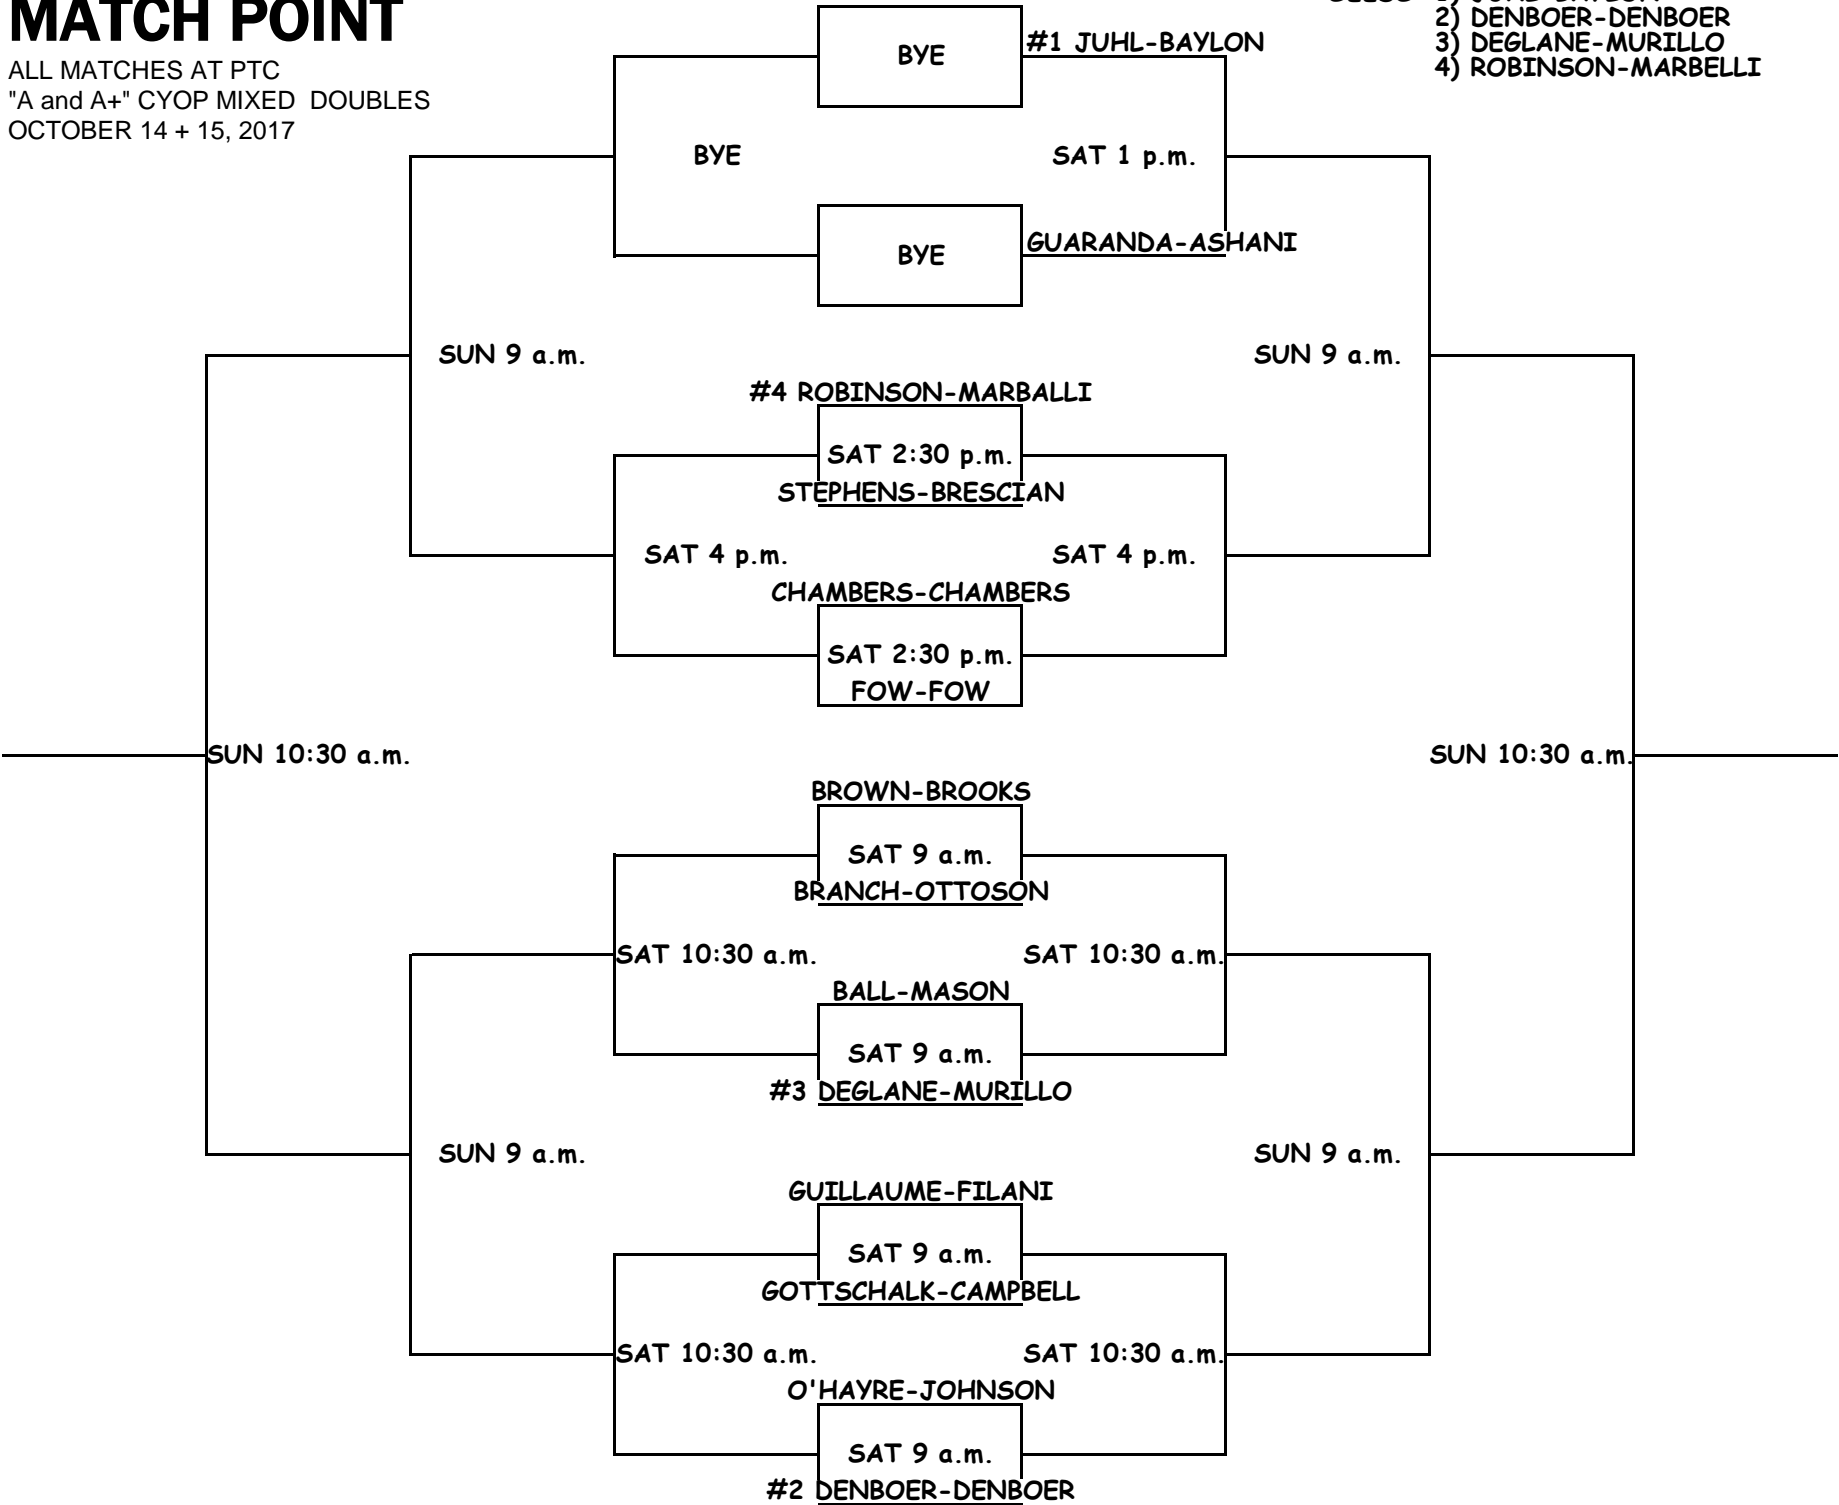 MATCH POINT
ALL MATCHES AT PTC
"A and A+" CYOP MIXED DOUBLES
OCTOBER 14 + 15, 2017
2) DENBOER-DENBOER
3) DEGLANE-MURILLO
4) ROBINSON-MARBELLI
BYE
#1 JUHL-BAYLON
BYE
SAT 1 p.m.
BYE
GUARANDA-ASHANI
SUN 9 a.m.
SUN 9 a.m.
#4 ROBINSON-MARBALLI
SAT 2:30 p.m.
STEPHENS-BRESCIAN
SAT 4 p.m.
SAT 4 p.m.
CHAMBERS-CHAMBERS
SAT 2:30 p.m.
FOW-FOW
SUN 10:30 a.m.
SUN 10:30 a.m.
BROWN-BROOKS
SAT 9 a.m.
BRANCH-OTTOSON
SAT 10:30 a.m.
SAT 10:30 a.m.
BALL-MASON
SAT 9 a.m.
#3 DEGLANE-MURILLO
SUN 9 a.m.
SUN 9 a.m.
GUILLAUME-FILANI
SAT 9 a.m.
GOTTSCHALK-CAMPBELL
SAT 10:30 a.m.
SAT 10:30 a.m.
O'HAYRE-JOHNSON
SAT 9 a.m.
#2 DENBOER-DENBOER